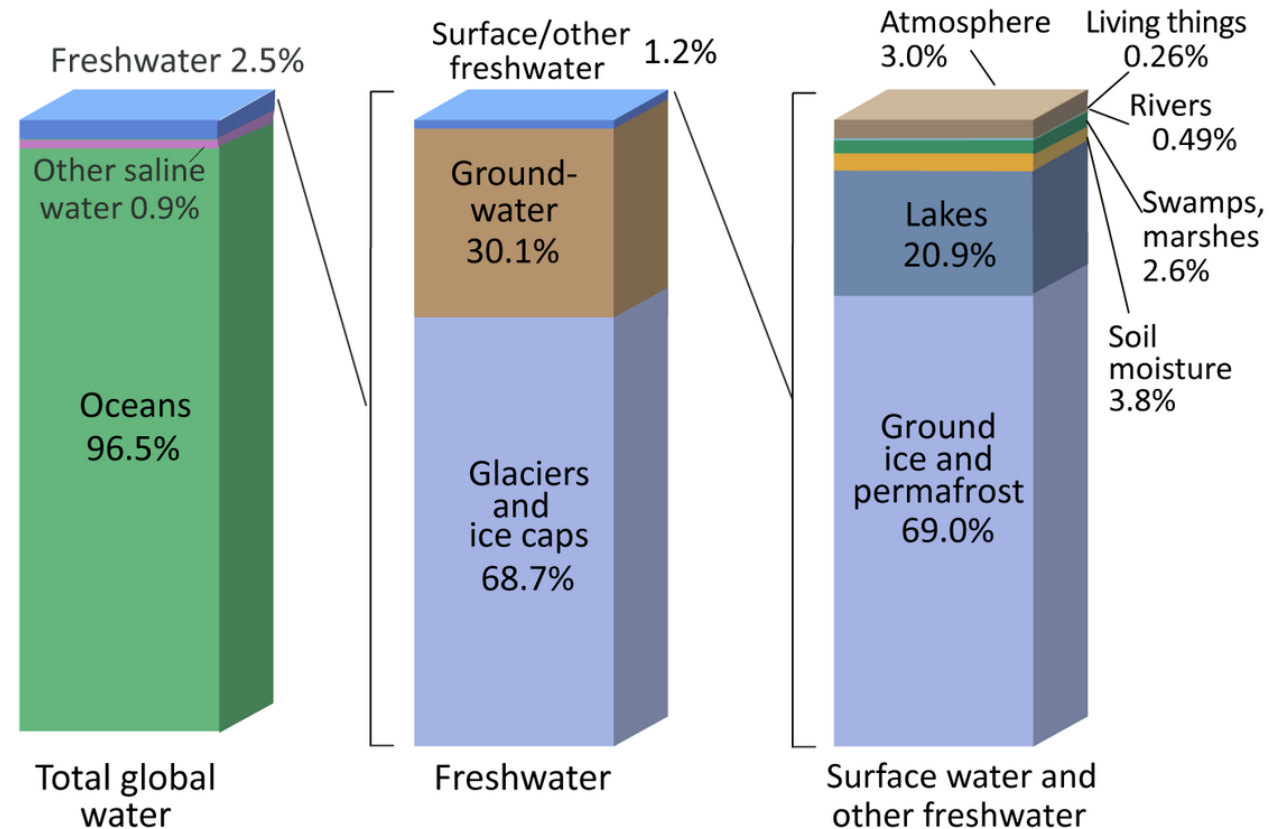 Freshwater 2.5%
Other saline
water 0.9%
Oceans
96.5%
Total global
water
Surface/other
freshwater
1.2%
Ground-
water
30.1%
Glaciers
and
ice caps
68.7%
Freshwater
Atmosphere
3.0%
Living things
0.26%
Rivers
0.49%
Swamps,
marshes
2.6%
Soil
moisture
3.8%
Lakes
20.9%
Ground
ice and
permafrost
69.0%
Surface water and
other freshwater